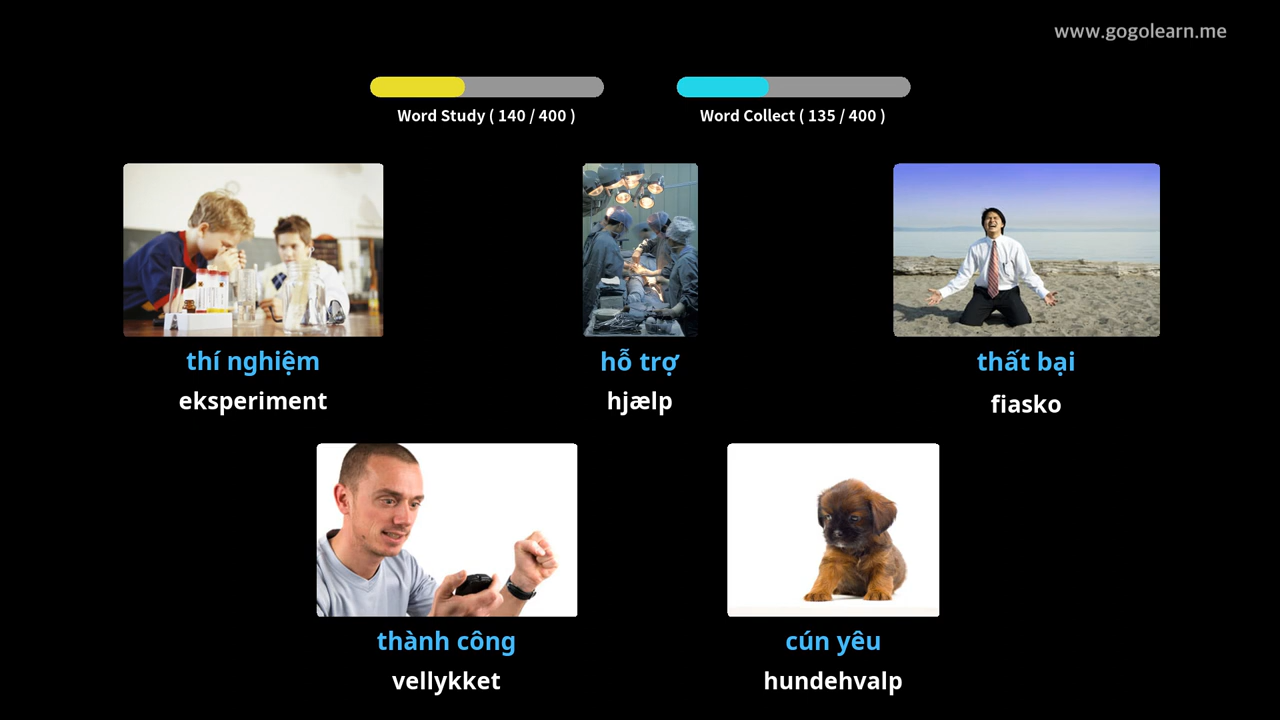 www.gogolearn.me
Word Study ( 140 / 400 )
Word Collect ( 135 / 400 )
thí nghiệm
eksperiment
hỗ trợ
hjælp
thất bại
fiasko
thành công
vellykket
cún yêu
hundehvalp